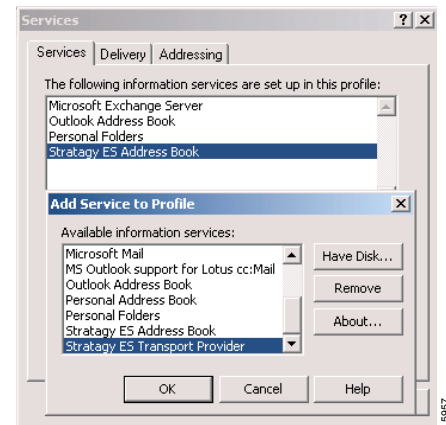 Services
? ×
Services Delivery Addressing
The following information services are set up in this profile:
Microsoft Exchange Server
Outlook Address Book
Personal Folders
Stratagy ES Address Book
Add Service to Profile
×
Available information services:
Microsoft Mail
MS Outlook support for Lotus cc:Mail
Outlook Address Book
Personal Address Book
Personal Folders
Stratagy ES Address Book
Stratagy ES Transport Provider
Have Disk...
Remove
About...
OK Cancel Help
5957